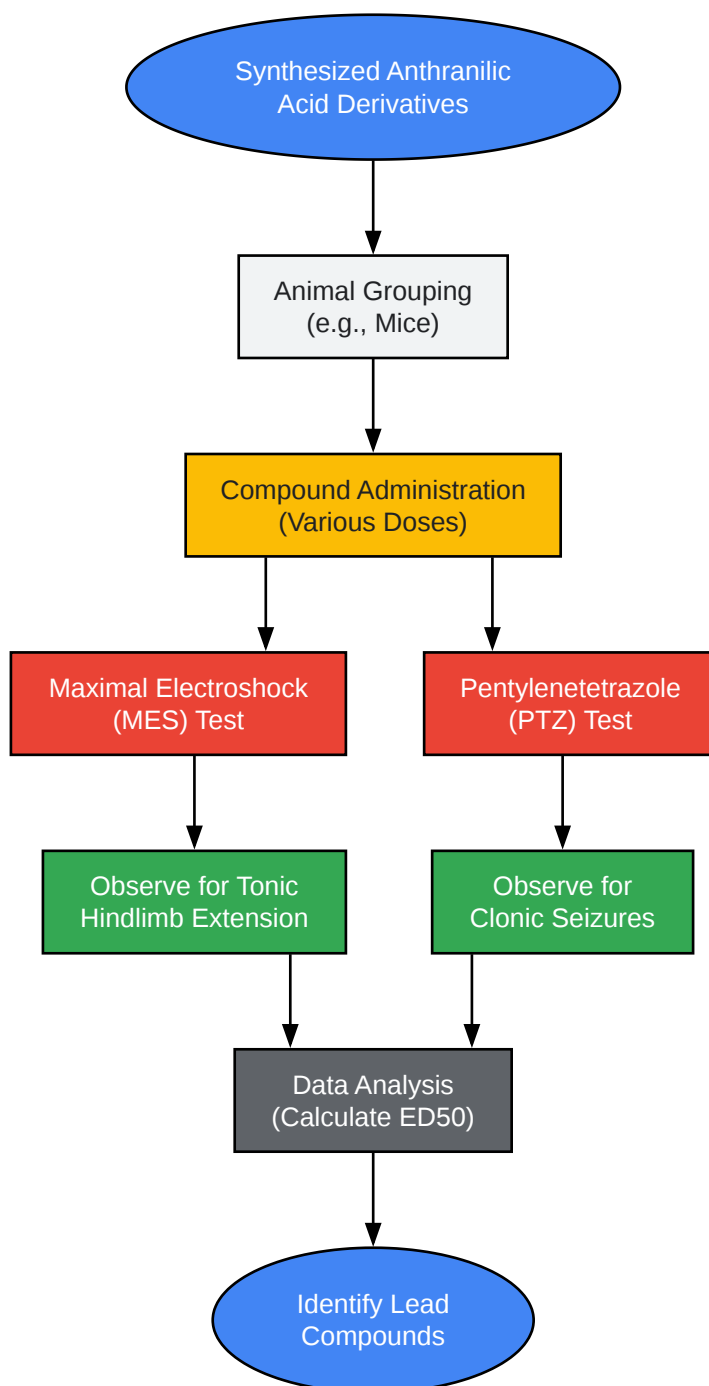 Synthesized Anthranilic
Acid Derivatives
Animal Grouping
(e.g., Mice)
Compound Administration
(Various Doses)
Maximal Electroshock
(MES) Test
Pentylenetetrazole
(PTZ) Test
Observe for Tonic
Hindlimb Extension
Observe for
Clonic Seizures
Data Analysis
(Calculate ED50)
Identify Lead
Compounds